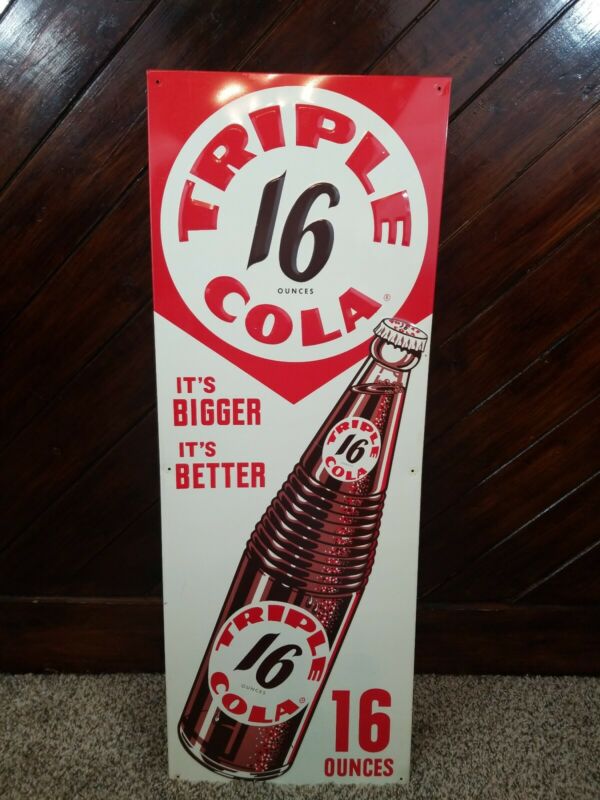 TRIPLE
16
OUNCES
COLA ®
IT'S
BIGGER
IT'S
BETTER
TRIPLE
16
COLA
TRIPLE
16
OUNCES
COLA ®
16
OUNCES